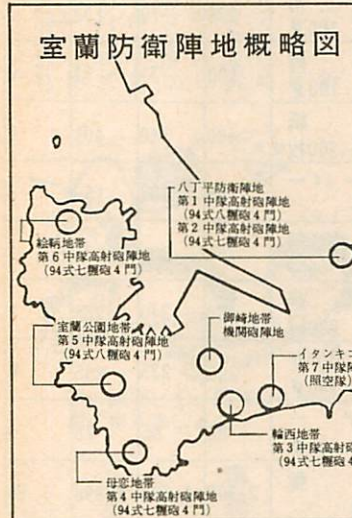 室蘭防衛陣地概略図
八丁平防衛陣地
第1中隊高射砲陣地
(94式八糎砲4門)
第2中隊高射砲陣地
(94式七糎砲4門)
絵鞆地帯
第6中隊高射砲陣地
(94式七糎砲4門)
室蘭公園地帯
第5中隊高射砲陣地
(94式八糎砲4門)
御崎地帯
機関砲陣地
イタンキ
第7中隊
(照空隊)
輪西地帯
第3中隊高射砲
(94式七糎砲4
母恋地帯
第4中隊高射砲陣地
(94式七糎砲4門)